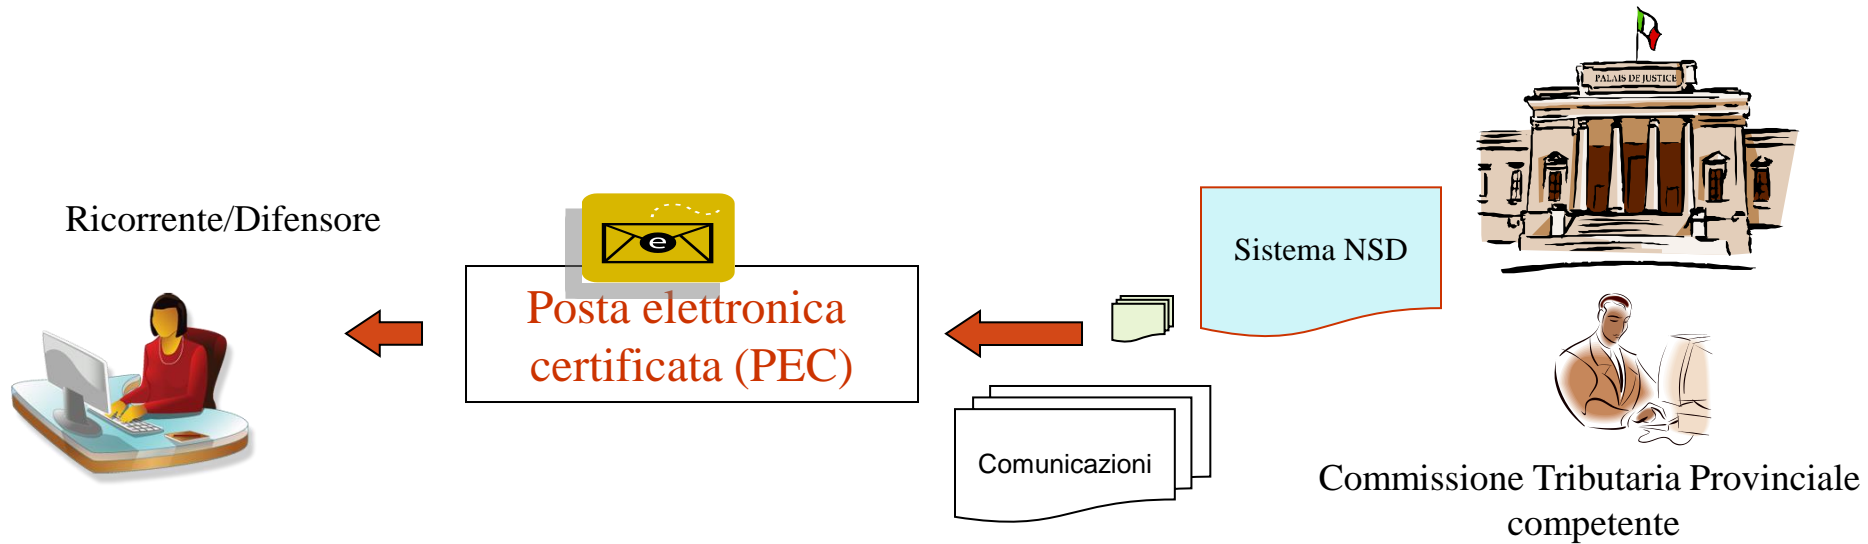 PALAIS DE JUSTICE
Ricorrente/Difensore
e
Sistema NSD
Posta elettronica
certificata (PEC)
Comunicazioni
Commissione Tributaria Provinciale
competente